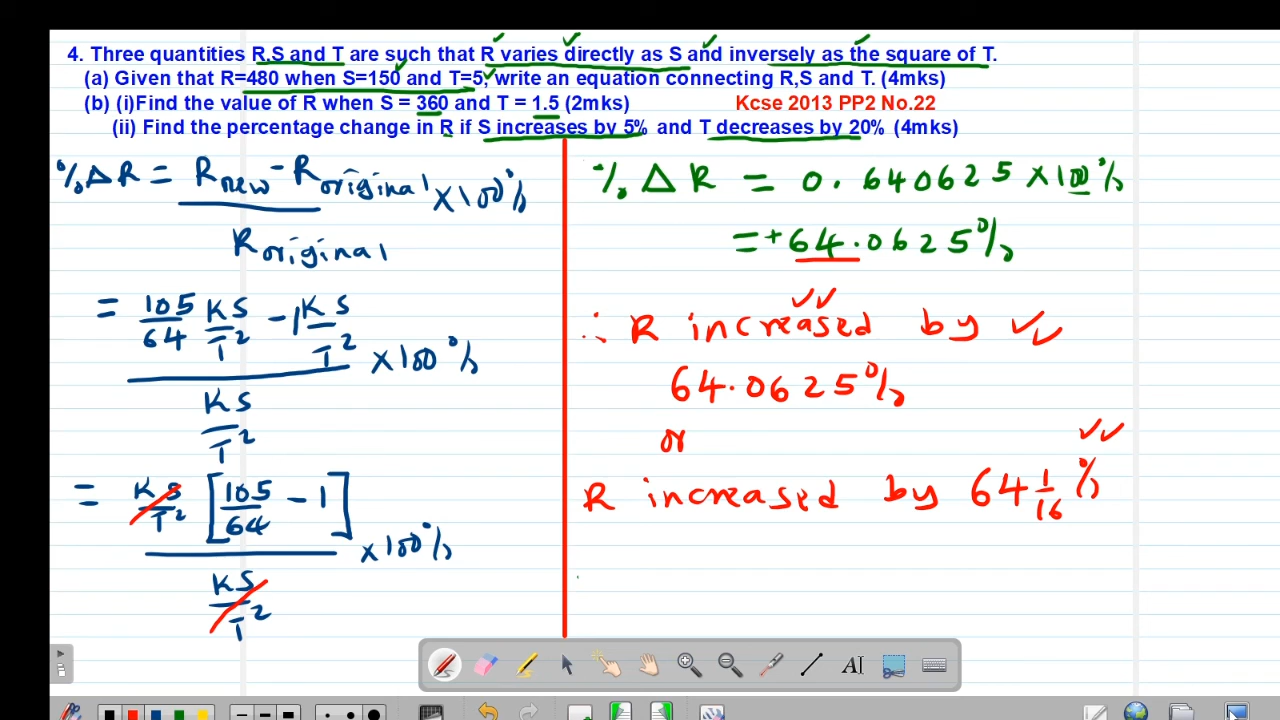 4. Three quantities R,S and T are such that R varies directly as S and inversely as the square of T.
(a) Given that R=480 when S=150 and T=5, write an equation connecting R,S and T. (4mks)
(b) (i)Find the value of R when S = 360 and T = 1.5 (2mks) Kcse 2013 PP2 No.22
(ii) Find the percentage change in R if S increases by 5% and T decreases by 20% (4mks)
%ΔR = (R new - R original)/(R original) × 100%
= (105/64 KS/T² - 1 KS/T²)/(KS/T²) × 100%
= (KS/T² [105/64 - 1])/(KS/T²) × 100%
% Δ R = 0.640625 × 100%
= +64.0625%
∴ R increased by
64.0625%
or
R increased by 64 1/16 %
AI